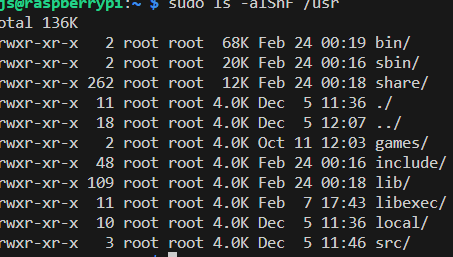 js@raspberrypi:~ $ sudo ls -alShF /usr
otal 136K
rwxr-xr-x 2 root root 68K Feb 24 00:19 bin/
rwxr-xr-x 2 root root 20K Feb 24 00:16 sbin/
rwxr-xr-x 262 root root 12K Feb 24 00:18 share/
rwxr-xr-x 11 root root 4.0K Dec 5 11:36 ./
rwxr-xr-x 18 root root 4.0K Dec 5 12:07 ../
rwxr-xr-x 2 root root 4.0K Oct 11 12:03 games/
rwxr-xr-x 48 root root 4.0K Feb 24 00:16 include/
rwxr-xr-x 109 root root 4.0K Feb 24 00:18 lib/
rwxr-xr-x 11 root root 4.0K Feb 7 17:43 libexec/
rwxr-xr-x 10 root root 4.0K Dec 5 11:36 local/
rwxr-xr-x 3 root root 4.0K Dec 5 11:46 src/